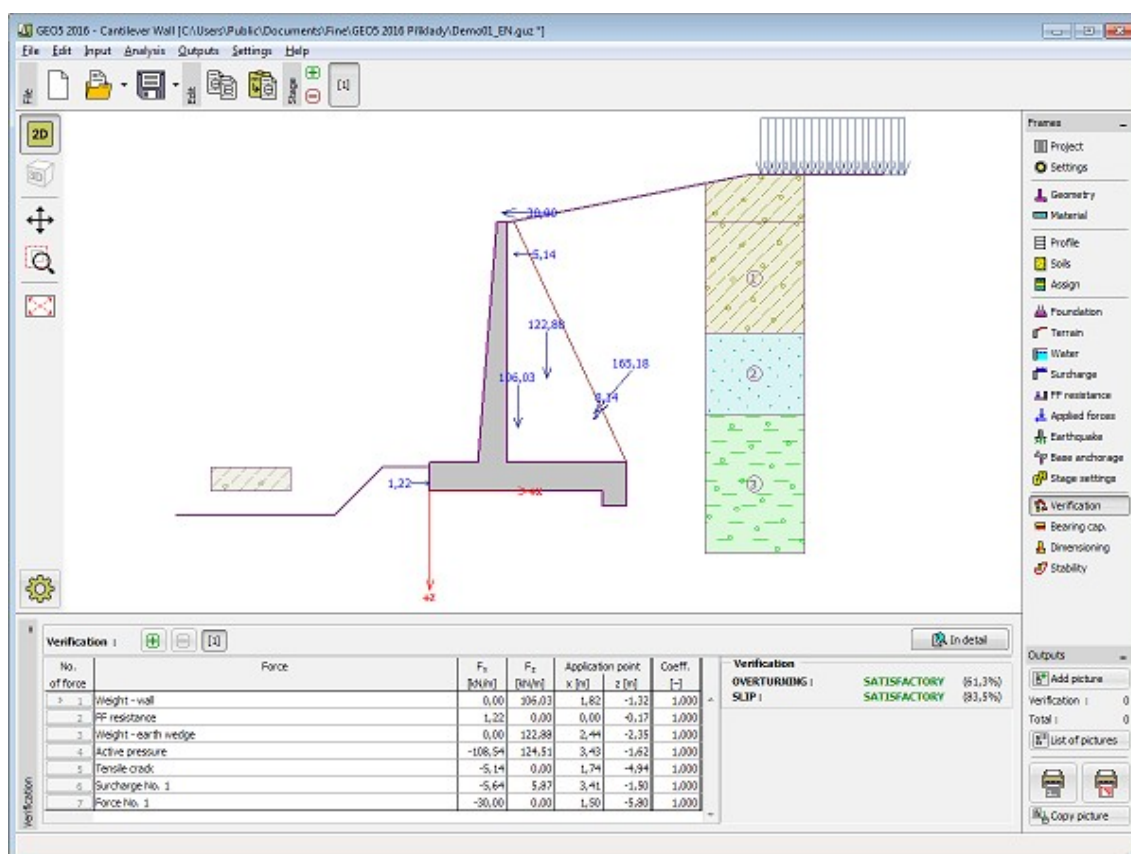 GEO5 2016 - Cantilever Wall [C:\Users\Public\Documents\Fine\GEO5 2016 Příklady\Demo01_EN.guz *]
File Edit Input Analysis Outputs Settings Help
File Edit Stage [1]
2D
3D
30,00
5,14
122,88
106,03
165,18
1,22
+x
+z
1
2
3
Frames
Project
Settings
Geometry
Material
Profile
Soils
Assign
Foundation
Terrain
Water
Surcharge
FF resistance
Applied forces
Earthquake
Base anchorage
Stage settings
Verification
Bearing cap.
Dimensioning
Stability
Verification : [1] In detail
No. of force Force Fx [kN/m] Fz [kN/m] Application point x [m] z [m] Coeff. [-]
1 Weight - wall 0,00 106,03 1,82 -1,32 1,000
2 FF resistance 1,22 0,00 0,00 -0,17 1,000
3 Weight - earth wedge 0,00 122,88 2,44 -2,35 1,000
4 Active pressure -108,54 124,51 3,43 -1,62 1,000
5 Tensile crack -5,14 0,00 1,74 -4,94 1,000
6 Surcharge No. 1 -5,64 5,87 3,41 -1,50 1,000
7 Force No. 1 -30,00 0,00 1,50 -5,80 1,000
Verification
OVERTURNING : SATISFACTORY (61,3%)
SLIP : SATISFACTORY (83,5%)
Verification
Outputs
Add picture
Verification : 0
Total : 0
List of pictures
Copy picture